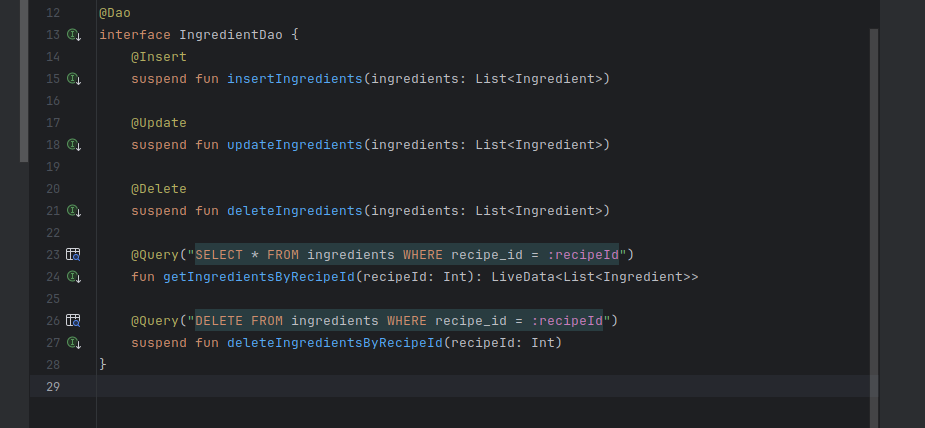 12 @Dao
13 interface IngredientDao {
14 @Insert
15 suspend fun insertIngredients(ingredients: List<Ingredient>)
16
17 @Update
18 suspend fun updateIngredients(ingredients: List<Ingredient>)
19
20 @Delete
21 suspend fun deleteIngredients(ingredients: List<Ingredient>)
22
23 @Query("SELECT * FROM ingredients WHERE recipe_id = :recipeId")
24 fun getIngredientsByRecipeId(recipeId: Int): LiveData<List<Ingredient>>
25
26 @Query("DELETE FROM ingredients WHERE recipe_id = :recipeId")
27 suspend fun deleteIngredientsByRecipeId(recipeId: Int)
28 }
29